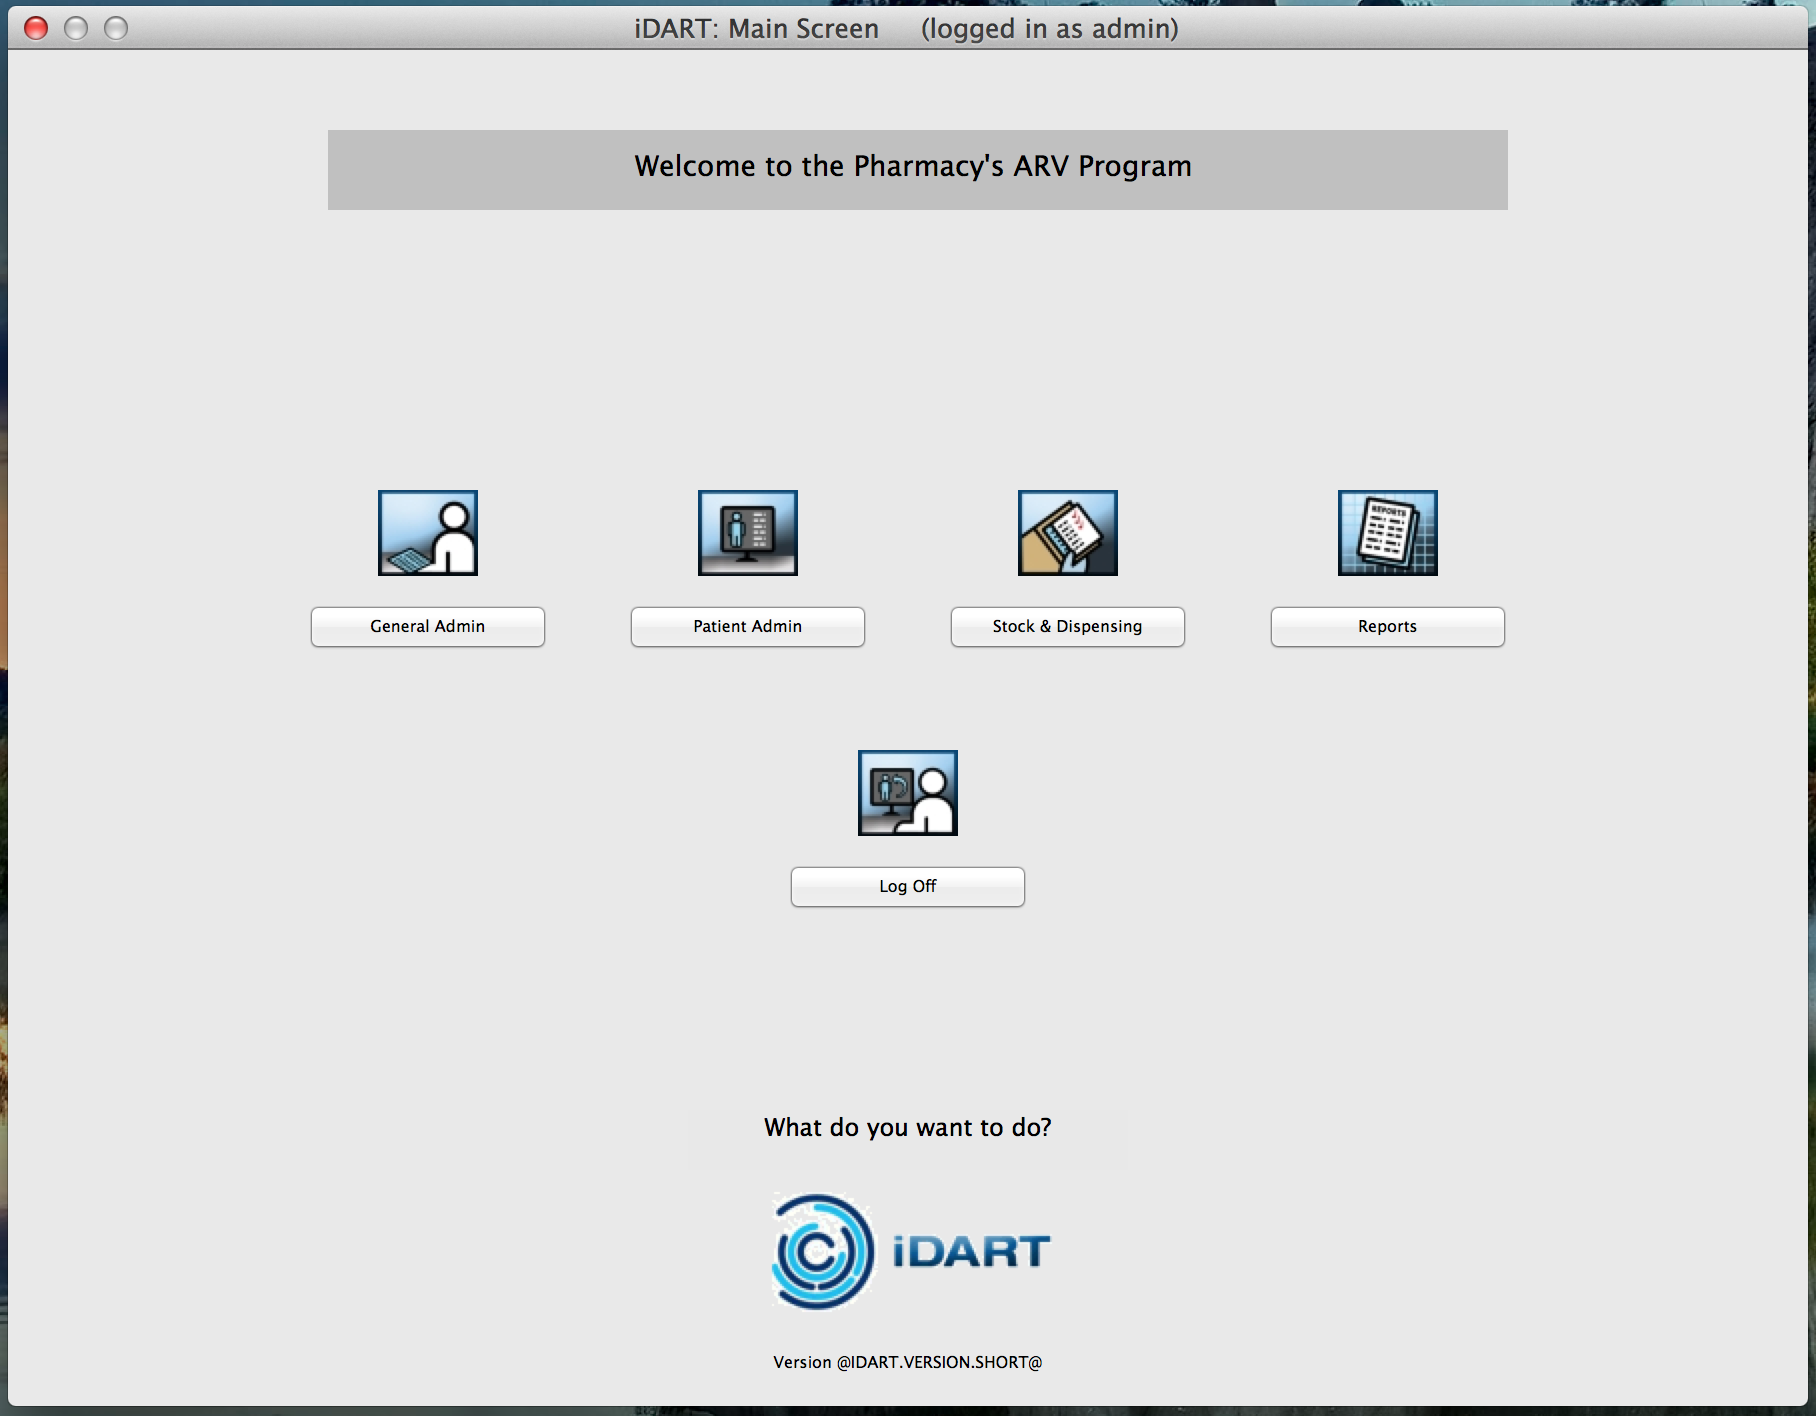 iDART: Main Screen (logged in as admin)
Welcome to the Pharmacy's ARV Program
REPORTS
General Admin
Patient Admin
Stock & Dispensing
Reports
Log Off
What do you want to do?
iDART
Version @IDART.VERSION.SHORT@